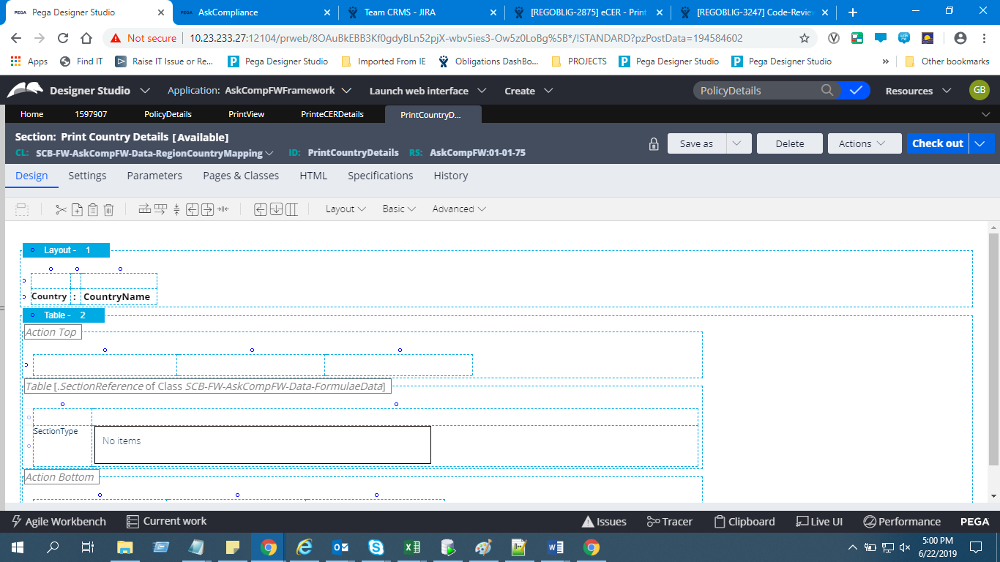 PEGA Pega Designer Studio
PEGA AskCompliance
Team CRMS - JIRA
[REGOBLIG-2875] eCER - Print
[REGOBLIG-3247] Code-Review
Not secure 10.23.233.27:12104/prweb/8OAuBkEBB3Kf0gdyBLn52pjX-wbv5ies3-Ow5z0LoBg%5B*/!STANDARD?pzPostData=194584602
Apps Find IT Raise IT Issue or Re... Pega Designer Studio Imported From IE Obligations DashBo... PROJECTS Pega Designer Studio Pega Designer Studio » Other bookmarks
Designer Studio Application: AskCompFWFramework Launch web interface Create PolicyDetails Resources GB
Home 1597907 PolicyDetails PrintView PrinteCERDetails PrintCountryD...
Section: Print Country Details [Available]
CL: SCB-FW-AskCompFW-Data-RegionCountryMapping ID: PrintCountryDetails RS: AskCompFW:01-01-75
Save as Delete Actions Check out
Design Settings Parameters Pages & Classes HTML Specifications History
Layout Basic Advanced
Layout - 1
Country : CountryName
Table - 2
Action Top
Table [.SectionReference of Class SCB-FW-AskCompFW-Data-FormulaeData]
SectionType
No items
Action Bottom
Agile Workbench Current work Issues Tracer Clipboard Live UI Performance PEGA
5:00 PM
6/22/2019